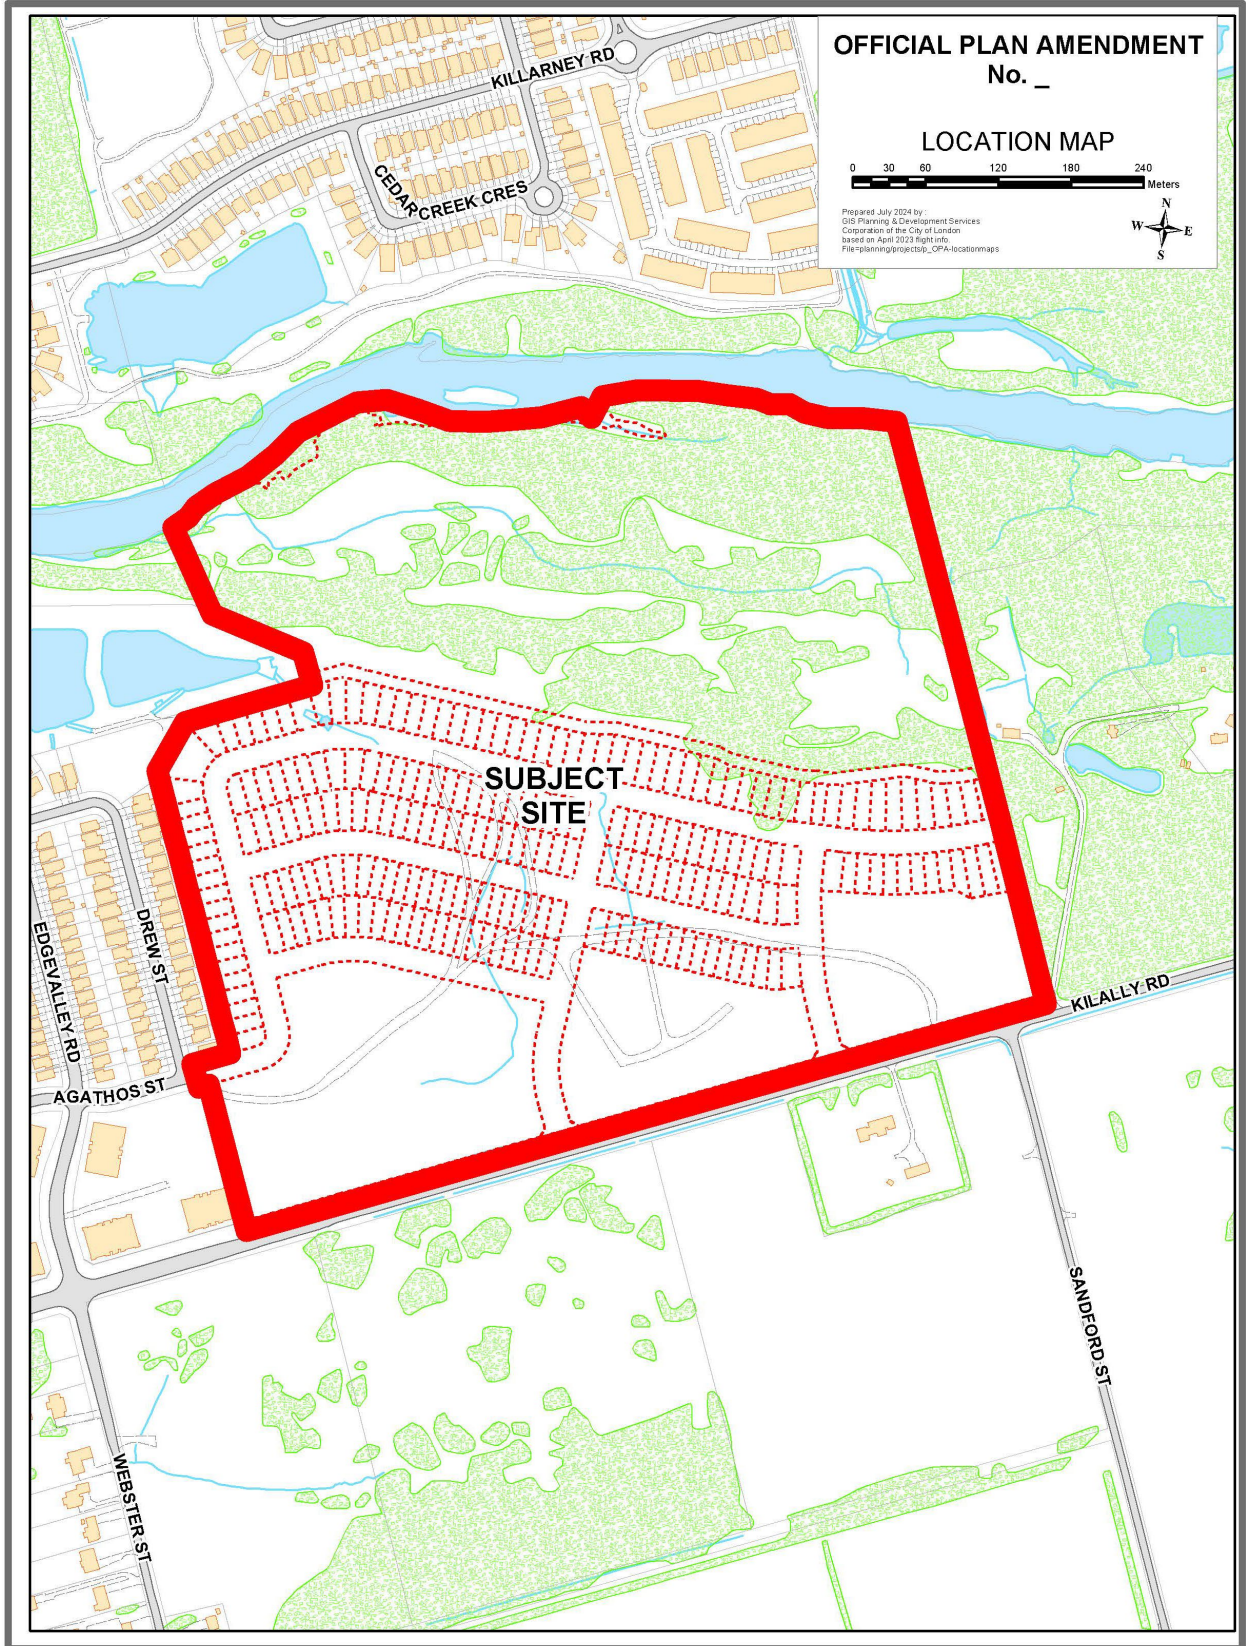 OFFICIAL PLAN AMENDMENT
No. _
LOCATION MAP
0 30 60 120 180 240
Meters
Prepared July 2024 by :
GIS Planning & Development Services
Corporation of the City of London
based on April 2023 flight info.
File=planning/projects/p_OPA-locationmaps
N
W E
S
KILLARNEY RD
CEDAR CREEK CRES
SUBJECT
SITE
DREW ST
EDGEVALLEY RD
AGATHOS ST
KILALLY RD
SANDFORD ST
WEBSTER ST